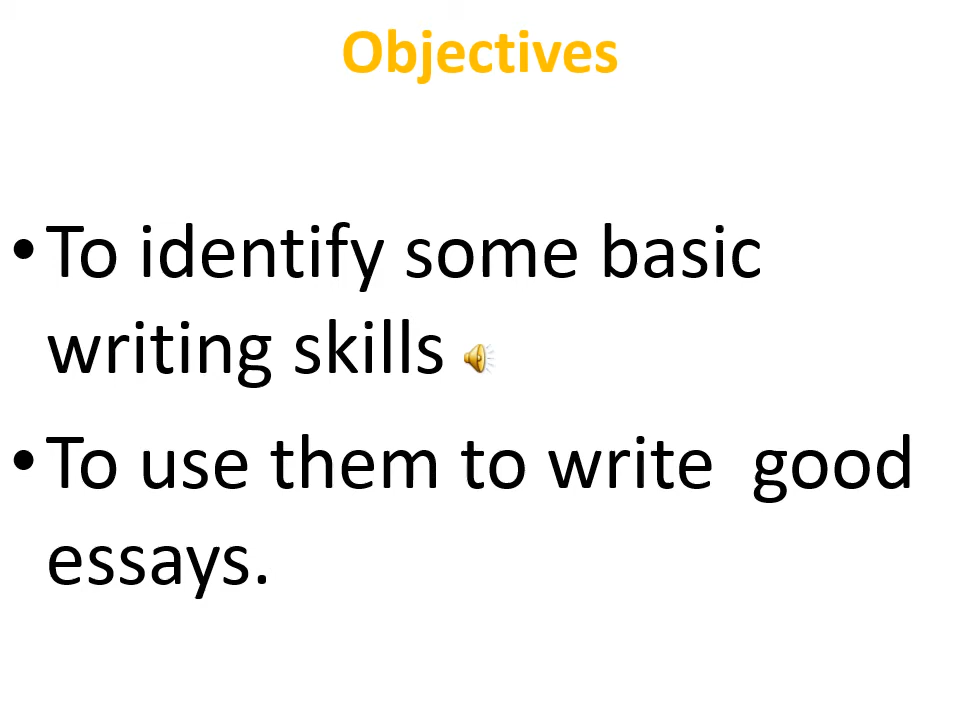 Objectives
•To identify some basic
writing skills
•To use them to write  good
essays.